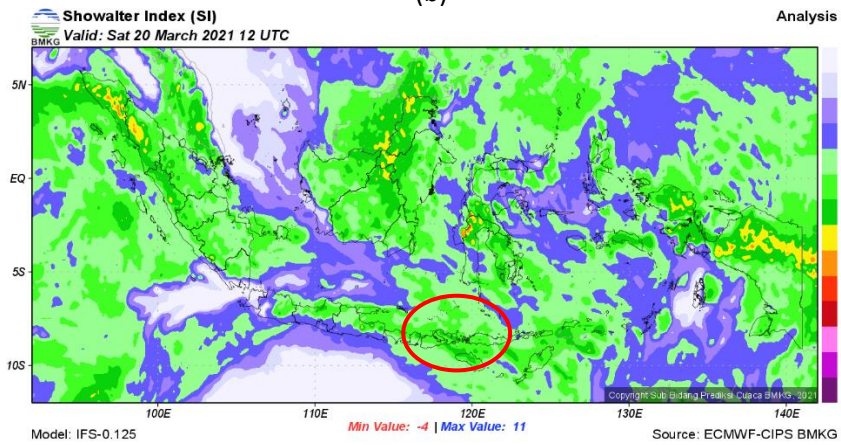 (b)
Showalter Index (SI)
Analysis
BMKG
Valid: Sat 20 March 2021 12 UTC
5N
EQ
5S
10S
100E
110E
120E
130E
140E
Copyright Sub Bidang Prediksi Cuaca BMKG, 2021
Model: IFS-0.125
Min Value: -4 | Max Value: 11
Source: ECMWF-CIPS BMKG